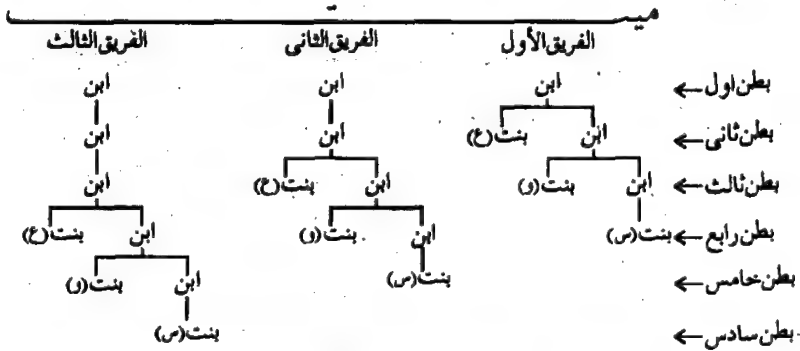 ميت
الفريق الأول الفريق الثانى الفريق الثالث
بطن اول ← ابن ابن ابن
بطن ثانى ← ابن بنت (ع) ابن ابن
بطن ثالث ← ابن بنت (و) ابن بنت (ع) ابن
بطن رابع ← بنت (س) ابن بنت (و) ابن بنت (ع)
بطن خامس ← بنت (س) ابن بنت (و)
بطن سادس ← بنت (س)